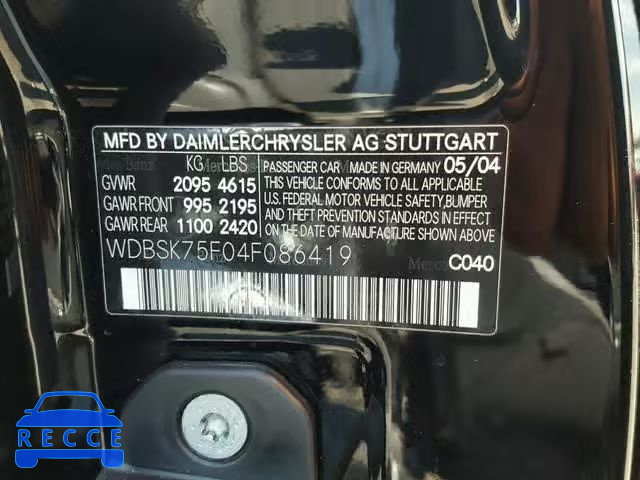 MFD BY DAIMLERCHRYSLER AG STUTTGART
KG LBS
GVWR 2095 4615
GAWR FRONT 995 2195
GAWR REAR 1100 2420
PASSENGER CAR MADE IN GERMANY 05/04
THIS VEHICLE CONFORMS TO ALL APPLICABLE
U.S. FEDERAL MOTOR VEHICLE SAFETY, BUMPER
AND THEFT PREVENTION STANDARDS IN EFFECT
ON THE DATE OF MANUFACTURE SHOWN ABOVE.
WDBSK75F04F086419
C040
RECCE